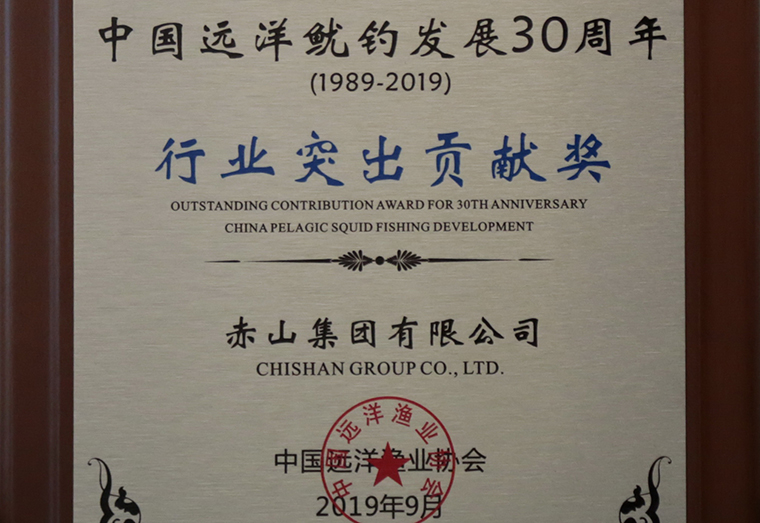 中国远洋鱿钓发展30周年
(1989-2019)
行业突出贡献奖
OUTSTANDING CONTRIBUTION AWARD FOR 30TH ANNIVERSARY
CHINA PELAGIC SQUID FISHING DEVELOPMENT
赤山集团有限公司
CHISHAN GROUP CO., LTD.
中国远洋渔业协会
中国远洋渔业协会
2019年9月